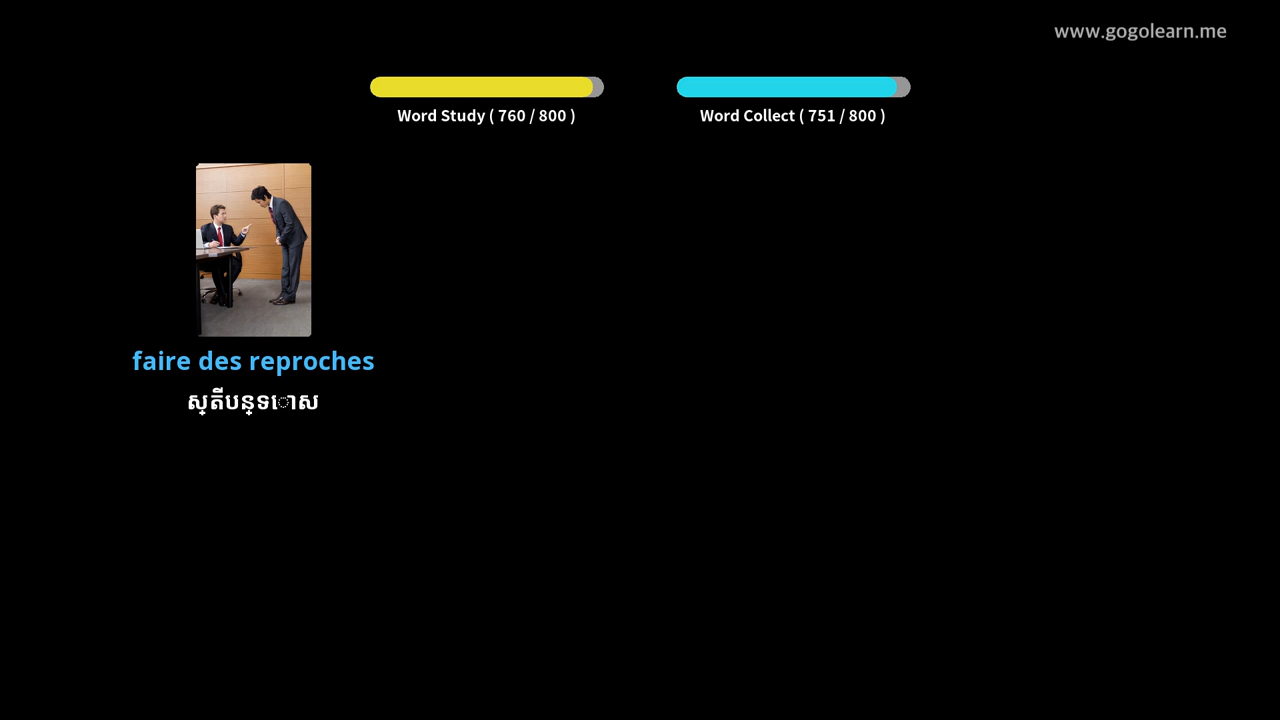 www.gogolearn.me
Word Study ( 760 / 800 )
Word Collect ( 751 / 800 )
faire des reproches
ស្តីបន្ទោស